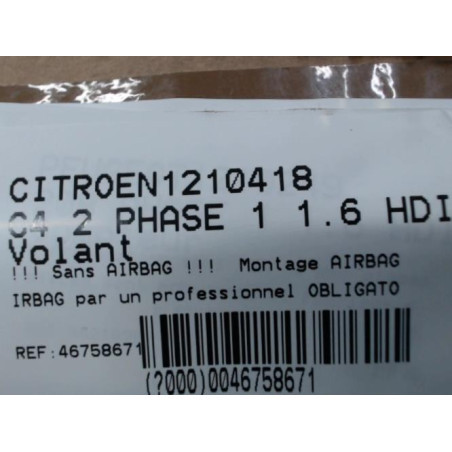 CITROEN1210418
C4 2 PHASE 1 1.6 HDI
Volant
!!! Sans AIRBAG !!! Montage AIRBAG
IRBAG par un professionnel OBLIGATO
REF:46758671
(?000)0046758671